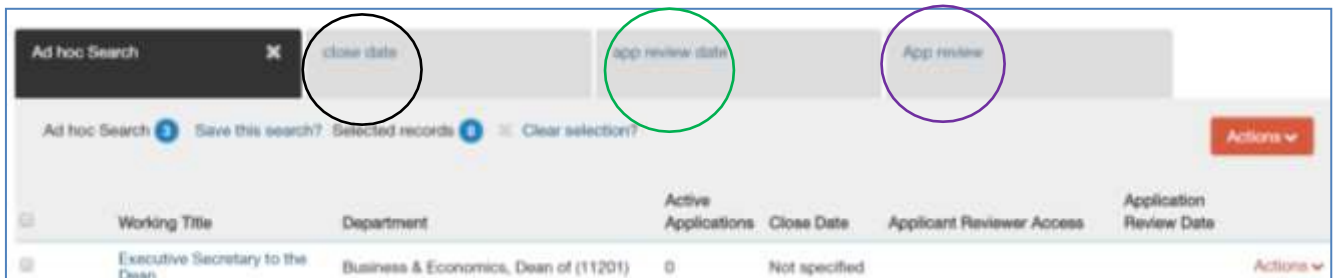 Ad hoc Search × close date app review date App review
Ad hoc Search 3 Save this search? Selected records 0 × Clear selection?
Actions
Active Application
Working Title Department Applications Close Date Applicant Reviewer Access Review Date
Executive Secretary to the
Dean Business & Economics, Dean of (11201) 0 Not specified Actions